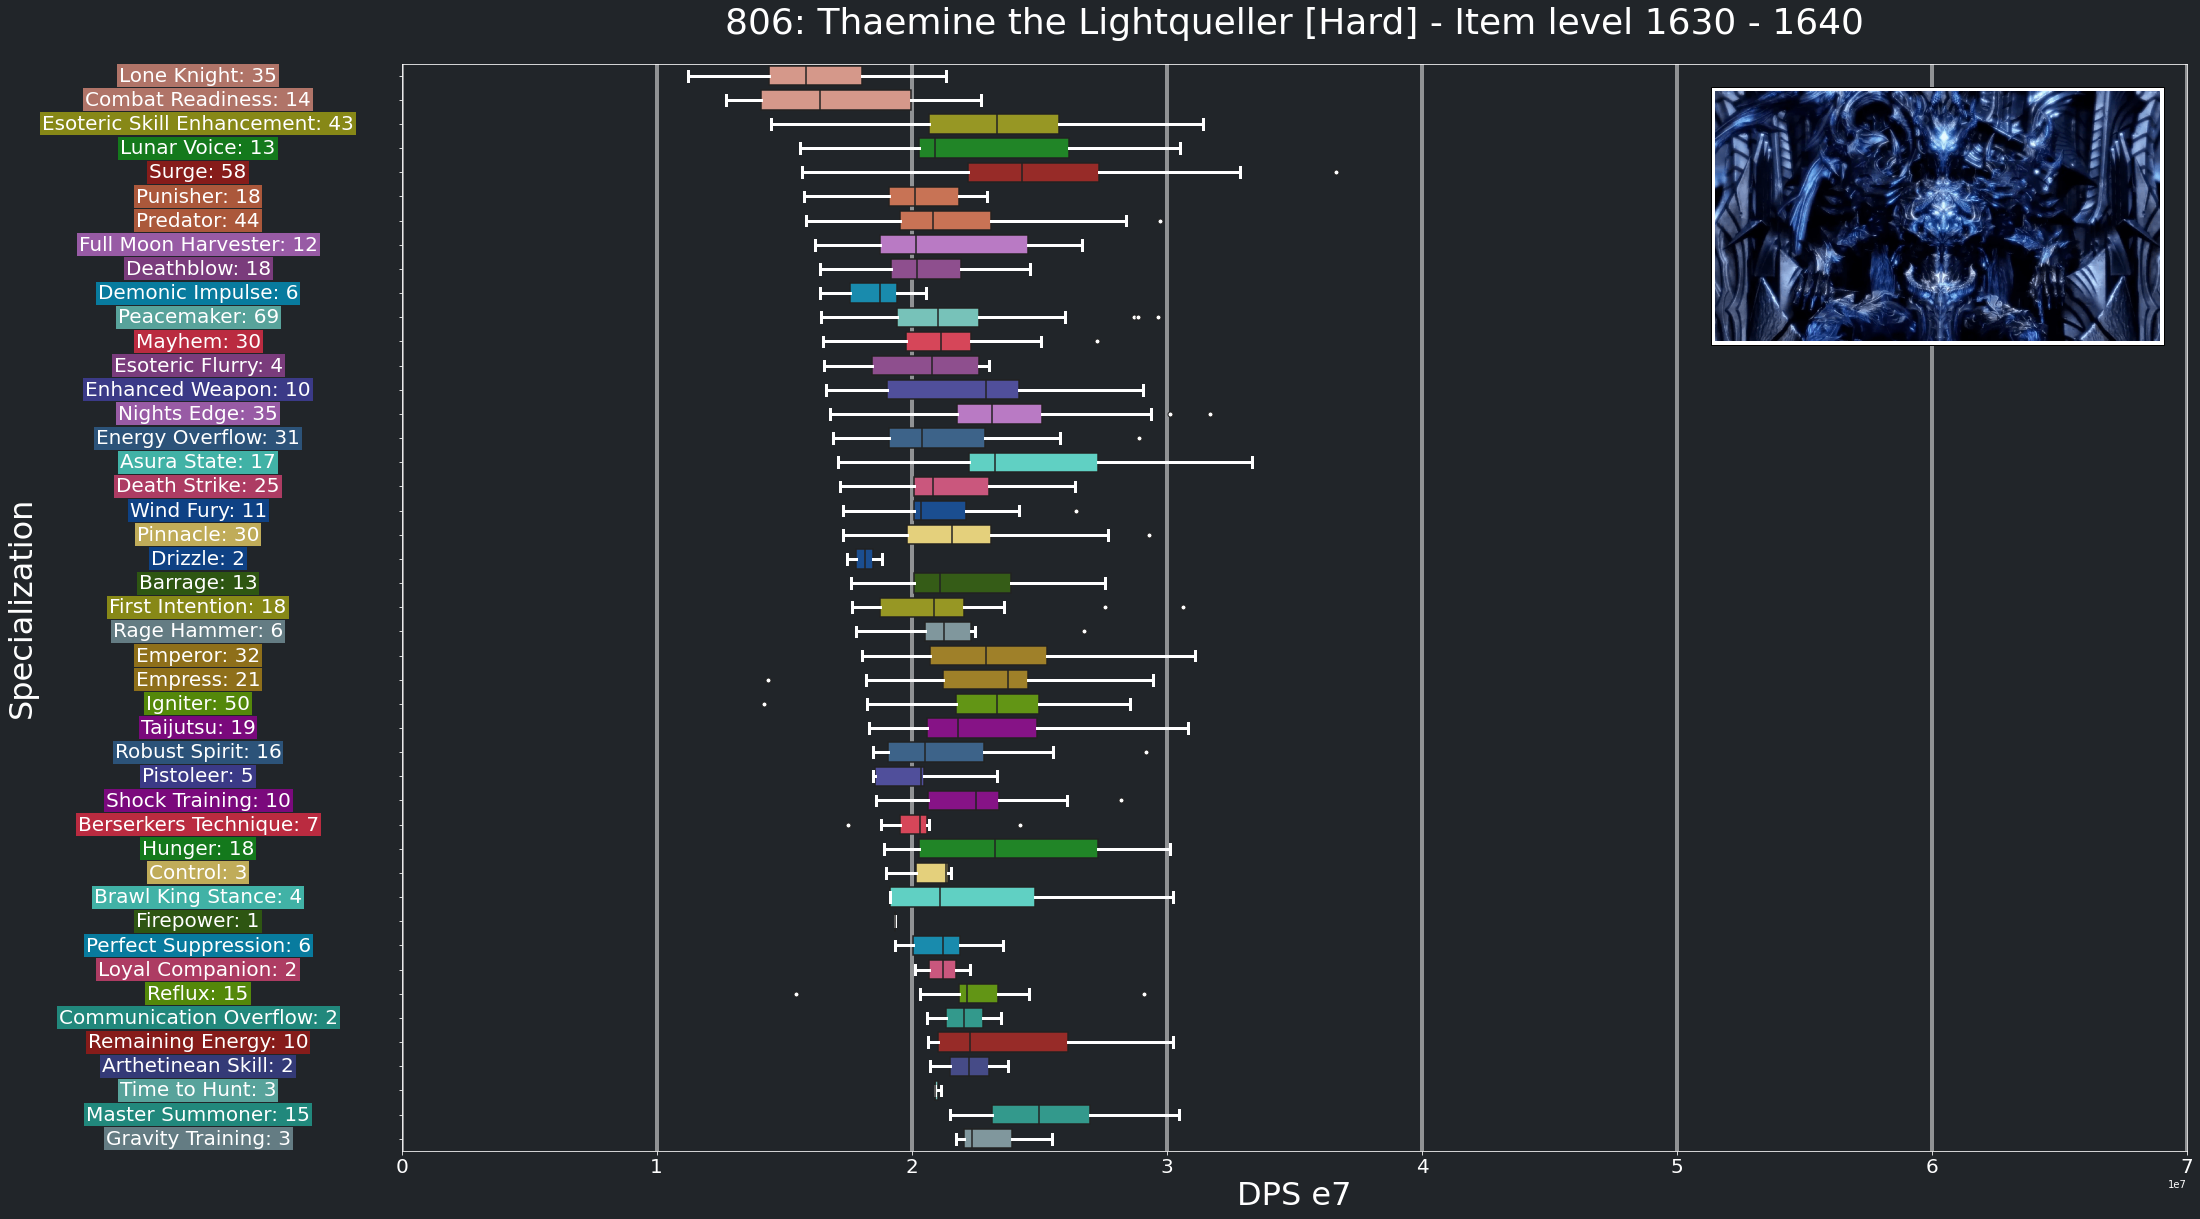 806: Thaemine the Lightqueller [Hard] - Item level 1630 - 1640
Specialization
Lone Knight: 35
Combat Readiness: 14
Esoteric Skill Enhancement: 43
Lunar Voice: 13
Surge: 58
Punisher: 18
Predator: 44
Full Moon Harvester: 12
Deathblow: 18
Demonic Impulse: 6
Peacemaker: 69
Mayhem: 30
Esoteric Flurry: 4
Enhanced Weapon: 10
Nights Edge: 35
Energy Overflow: 31
Asura State: 17
Death Strike: 25
Wind Fury: 11
Pinnacle: 30
Drizzle: 2
Barrage: 13
First Intention: 18
Rage Hammer: 6
Emperor: 32
Empress: 21
Igniter: 50
Taijutsu: 19
Robust Spirit: 16
Pistoleer: 5
Shock Training: 10
Berserkers Technique: 7
Hunger: 18
Control: 3
Brawl King Stance: 4
Firepower: 1
Perfect Suppression: 6
Loyal Companion: 2
Reflux: 15
Communication Overflow: 2
Remaining Energy: 10
Arthetinean Skill: 2
Time to Hunt: 3
Master Summoner: 15
Gravity Training: 3
0 1 2 3 4 5 6 7
1e7
DPS e7